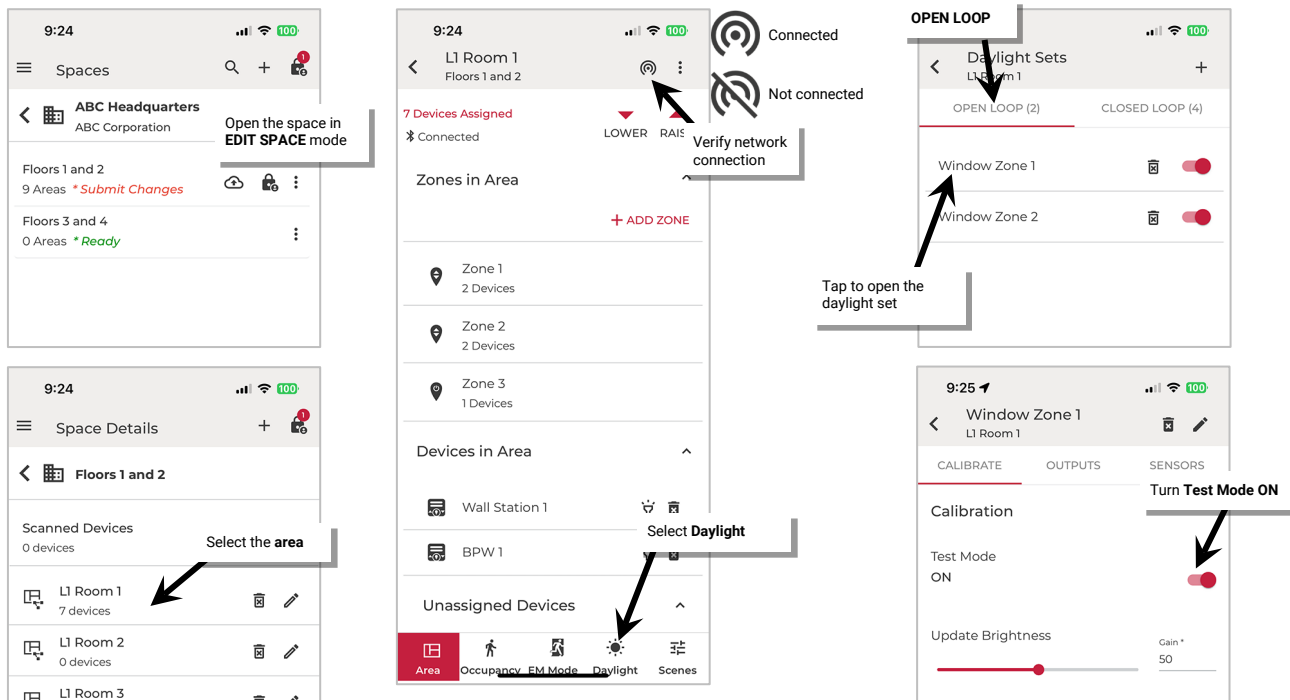 9:24
100
Spaces
1
ABC Headquarters
ABC Corporation
Open the space in
EDIT SPACE mode
Floors 1 and 2
9 Areas * Submit Changes
Floors 3 and 4
0 Areas * Ready
9:24
100
Space Details
1
Floors 1 and 2
Scanned Devices
0 devices
Select the area
L1 Room 1
7 devices
L1 Room 2
0 devices
L1 Room 3
9:24
100
L1 Room 1
Floors 1 and 2
Connected
Not connected
7 Devices Assigned
Connected
LOWER
RAIS
Verify network
connection
Zones in Area
+ ADD ZONE
Zone 1
2 Devices
Zone 2
2 Devices
Zone 3
1 Devices
Devices in Area
Wall Station 1
BPW 1
Select Daylight
Unassigned Devices
Area
Occupancy
EM Mode
Daylight
Scenes
OPEN LOOP
100
Daylight Sets
L1 Room 1
OPEN LOOP (2)
CLOSED LOOP (4)
Window Zone 1
Window Zone 2
Tap to open the
daylight set
9:25
100
Window Zone 1
L1 Room 1
CALIBRATE
OUTPUTS
SENSORS
Turn Test Mode ON
Calibration
Test Mode
ON
Update Brightness
Gain *
50